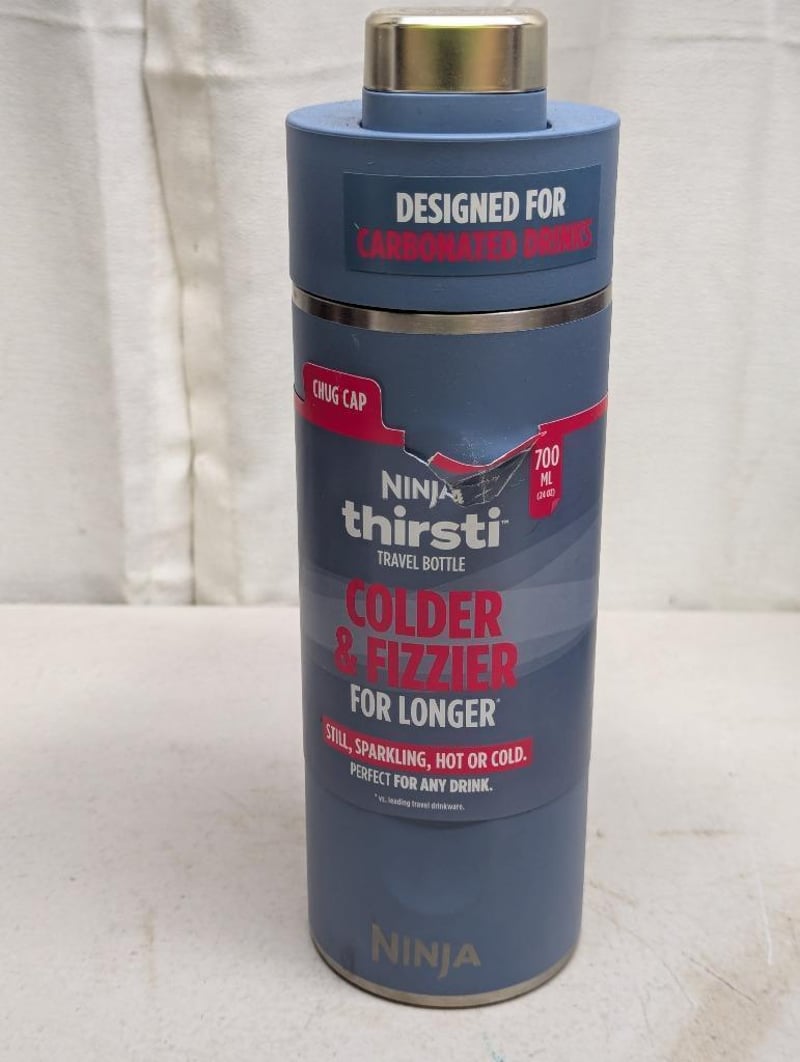 DESIGNED FOR
CARBONATED DRINKS
CHUG CAP
700
ML
(24 OZ)
NINJA
thirsti™
TRAVEL BOTTLE
COLDER
& FIZZIER
FOR LONGER*
STILL, SPARKLING, HOT OR COLD.
PERFECT FOR ANY DRINK.
* vs. leading travel drinkware.
NINJA